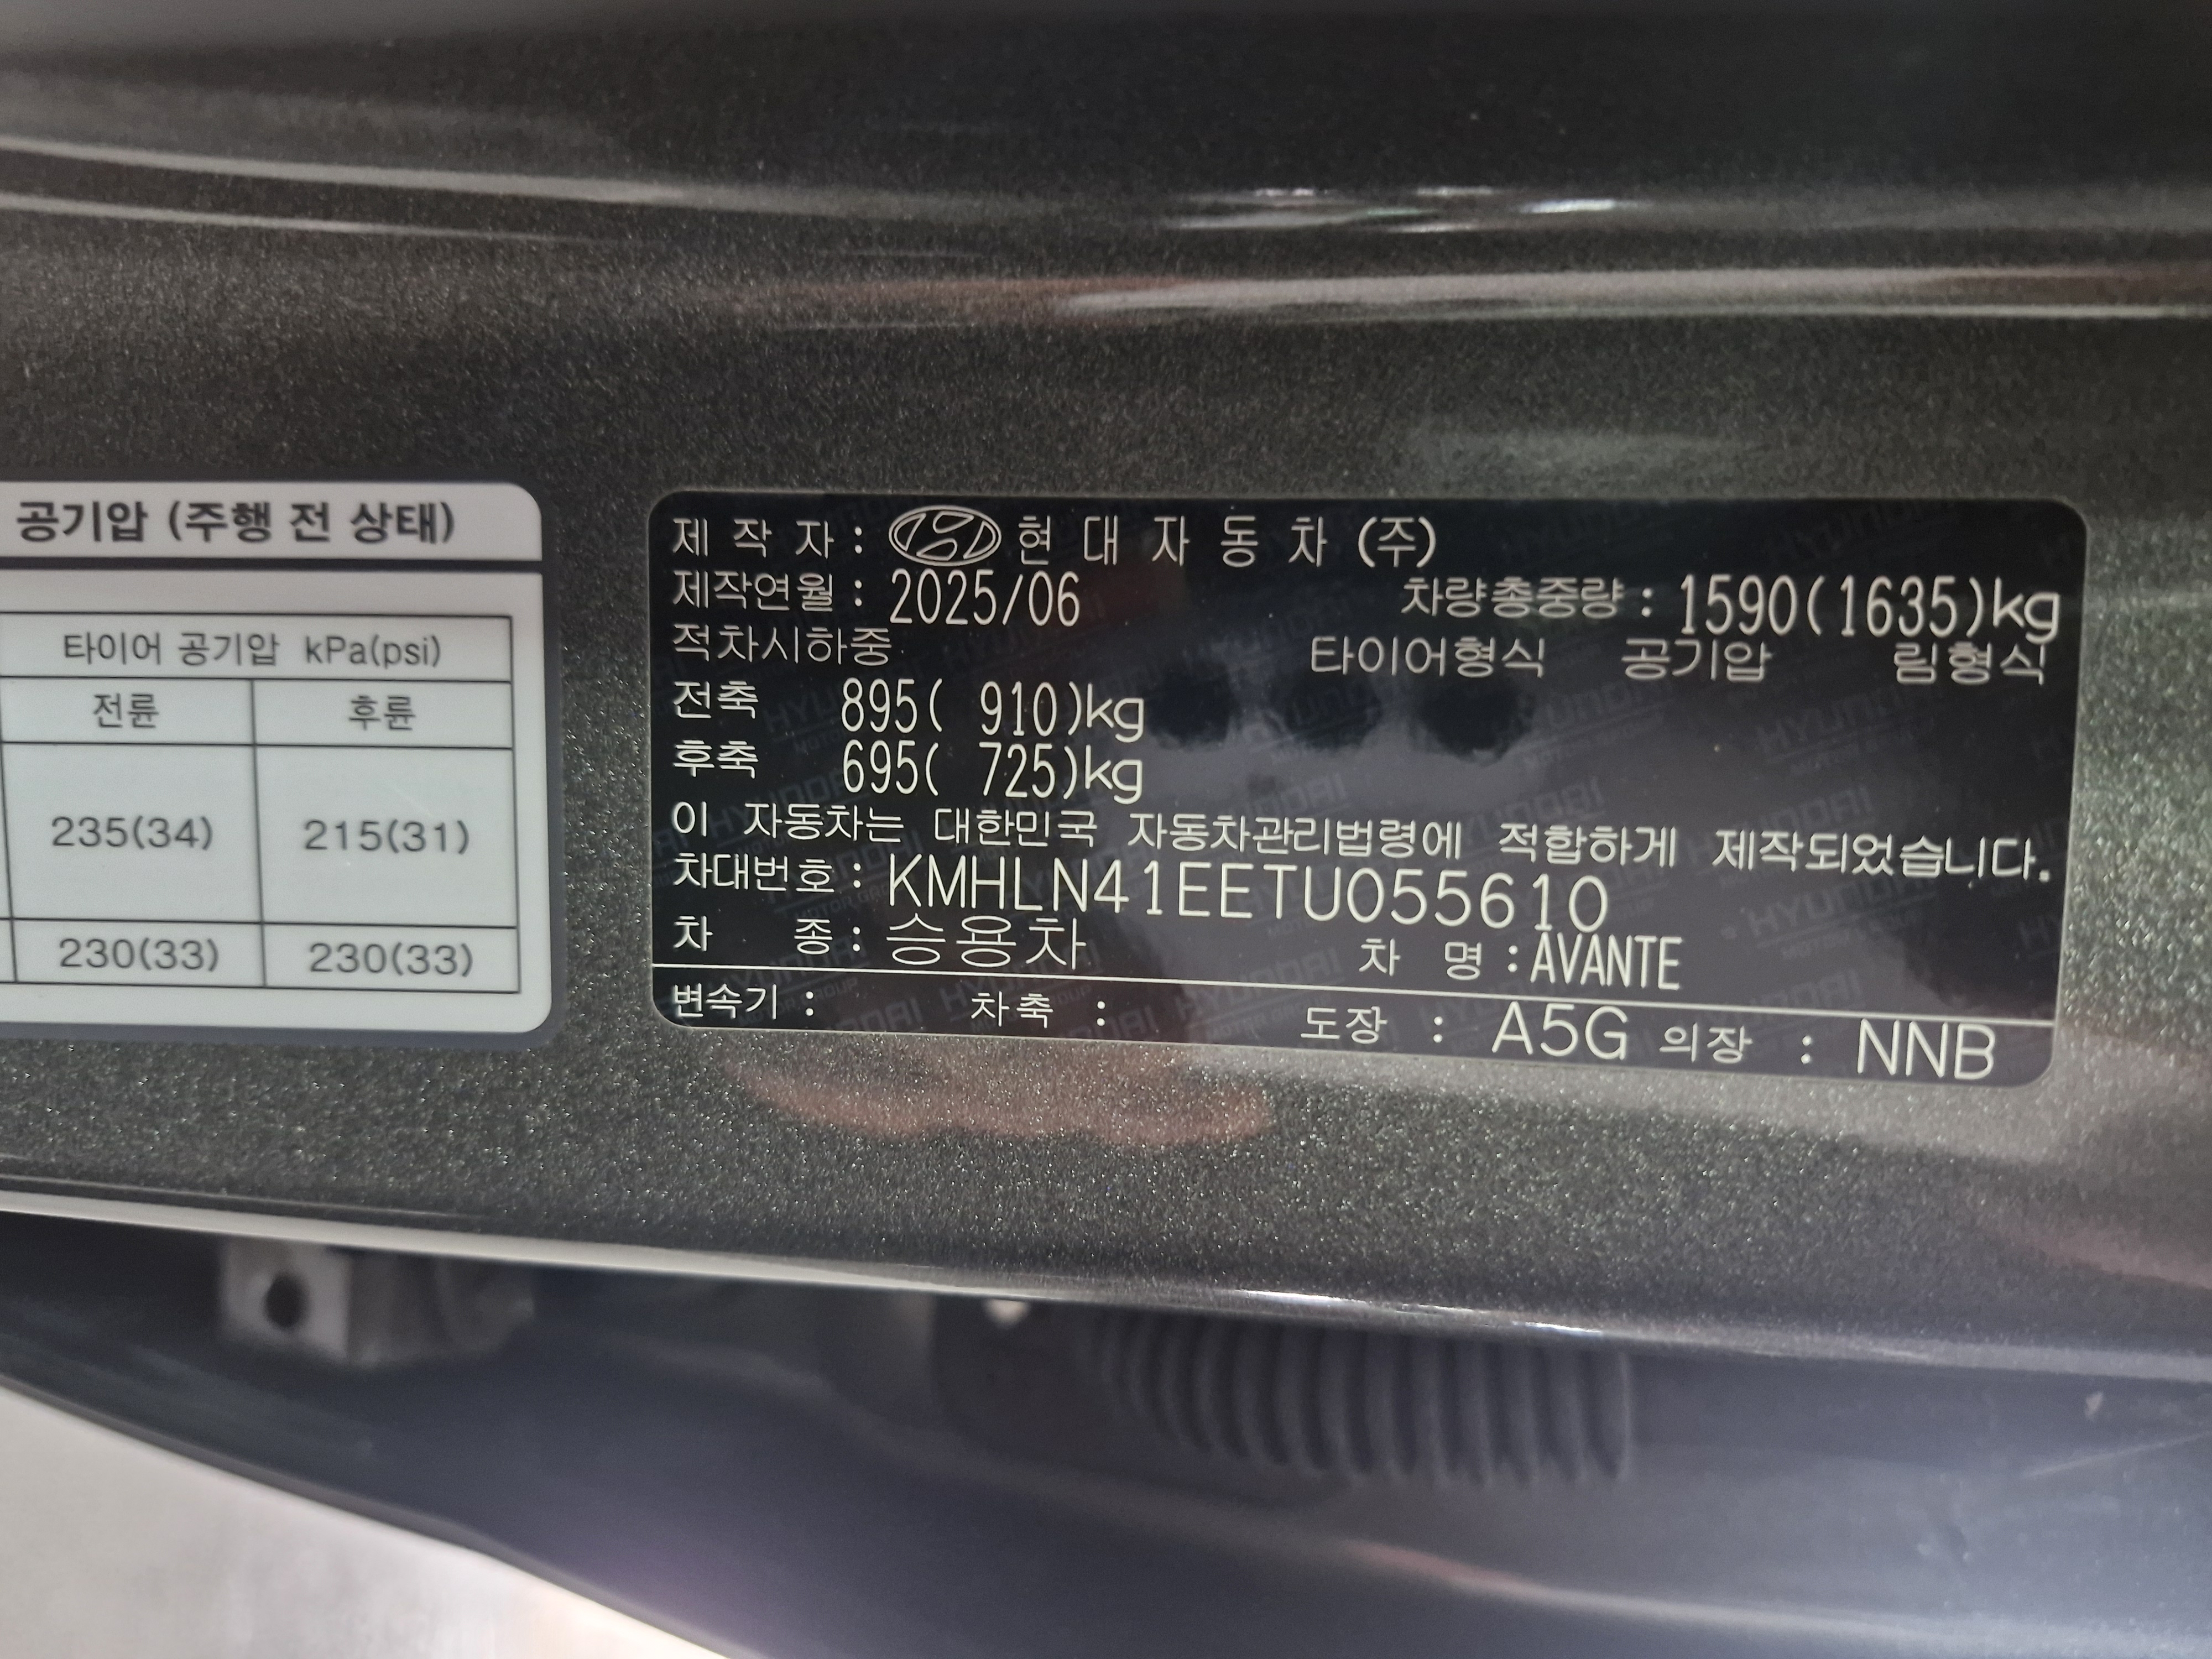 공기압 (주행 전 상태)
타이어 공기압 kPa(psi)
전륜 후륜
235(34) 215(31)
230(33) 230(33)
제 작 자 : 현 대 자 동 차 (주)
제작연월 : 2025/06 차량총중량 : 1590(1635)kg
적차시하중 타이어형식 공기압 림형식
전축 895( 910)kg
후축 695( 725)kg
이 자동차는 대한민국 자동차관리법령에 적합하게 제작되었습니다.
차대번호 : KMHLN41EETU055610
차 종 : 승용차 차 명 : AVANTE
변속기 : 차축 : 도장 : A5G 의장 : NNB